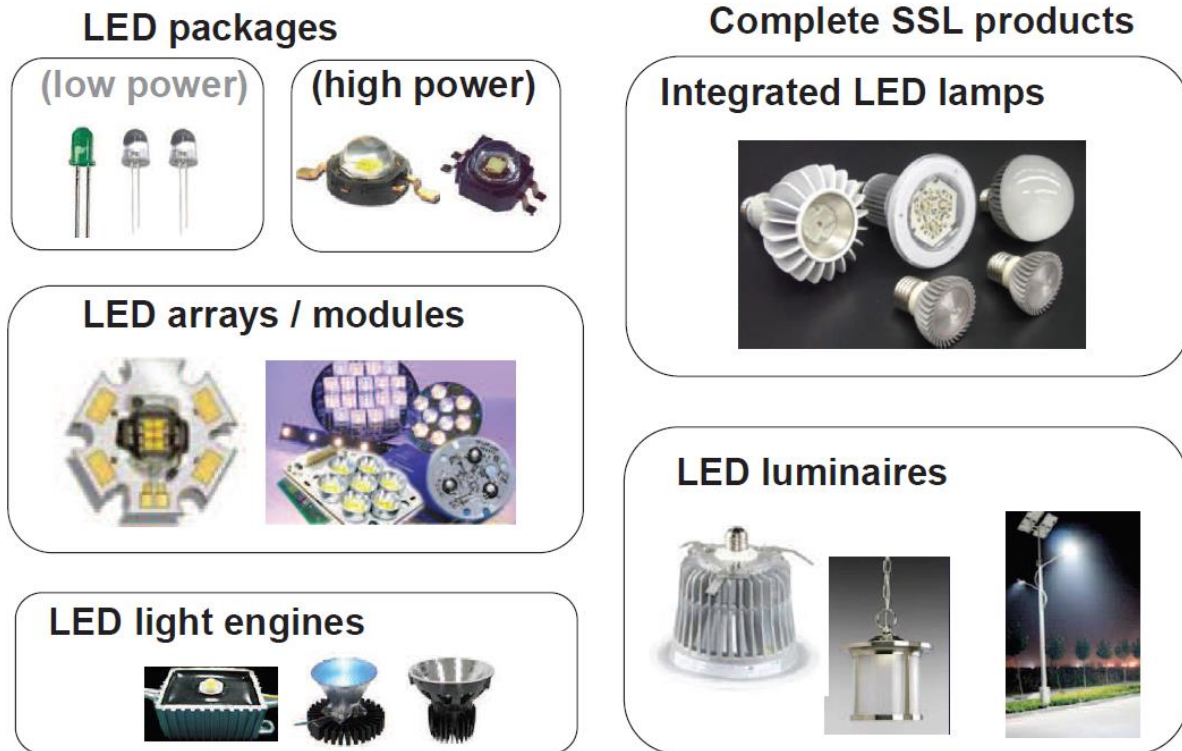 LED packages
(low power)
(high power)
LED arrays / modules
LED light engines
Complete SSL products
Integrated LED lamps
LED luminaires